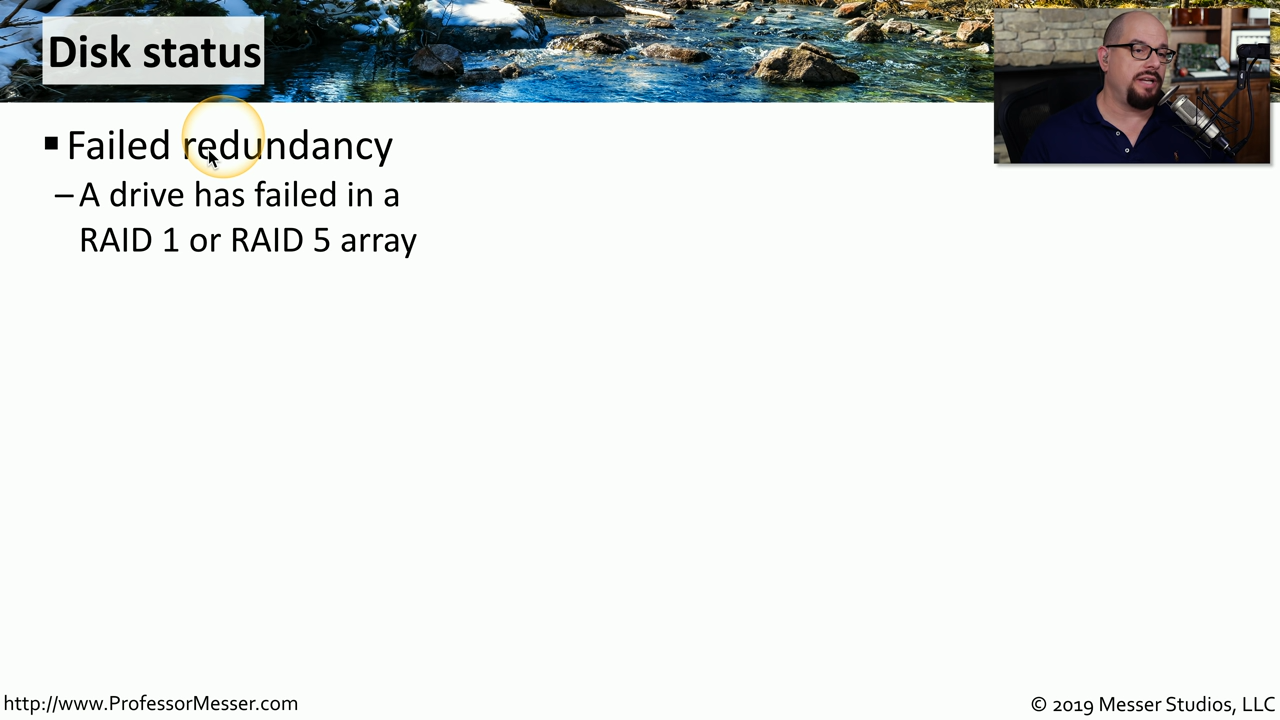 Disk status
▪ Failed redundancy
– A drive has failed in a
RAID 1 or RAID 5 array
http://www.ProfessorMesser.com
© 2019 Messer Studios, LLC